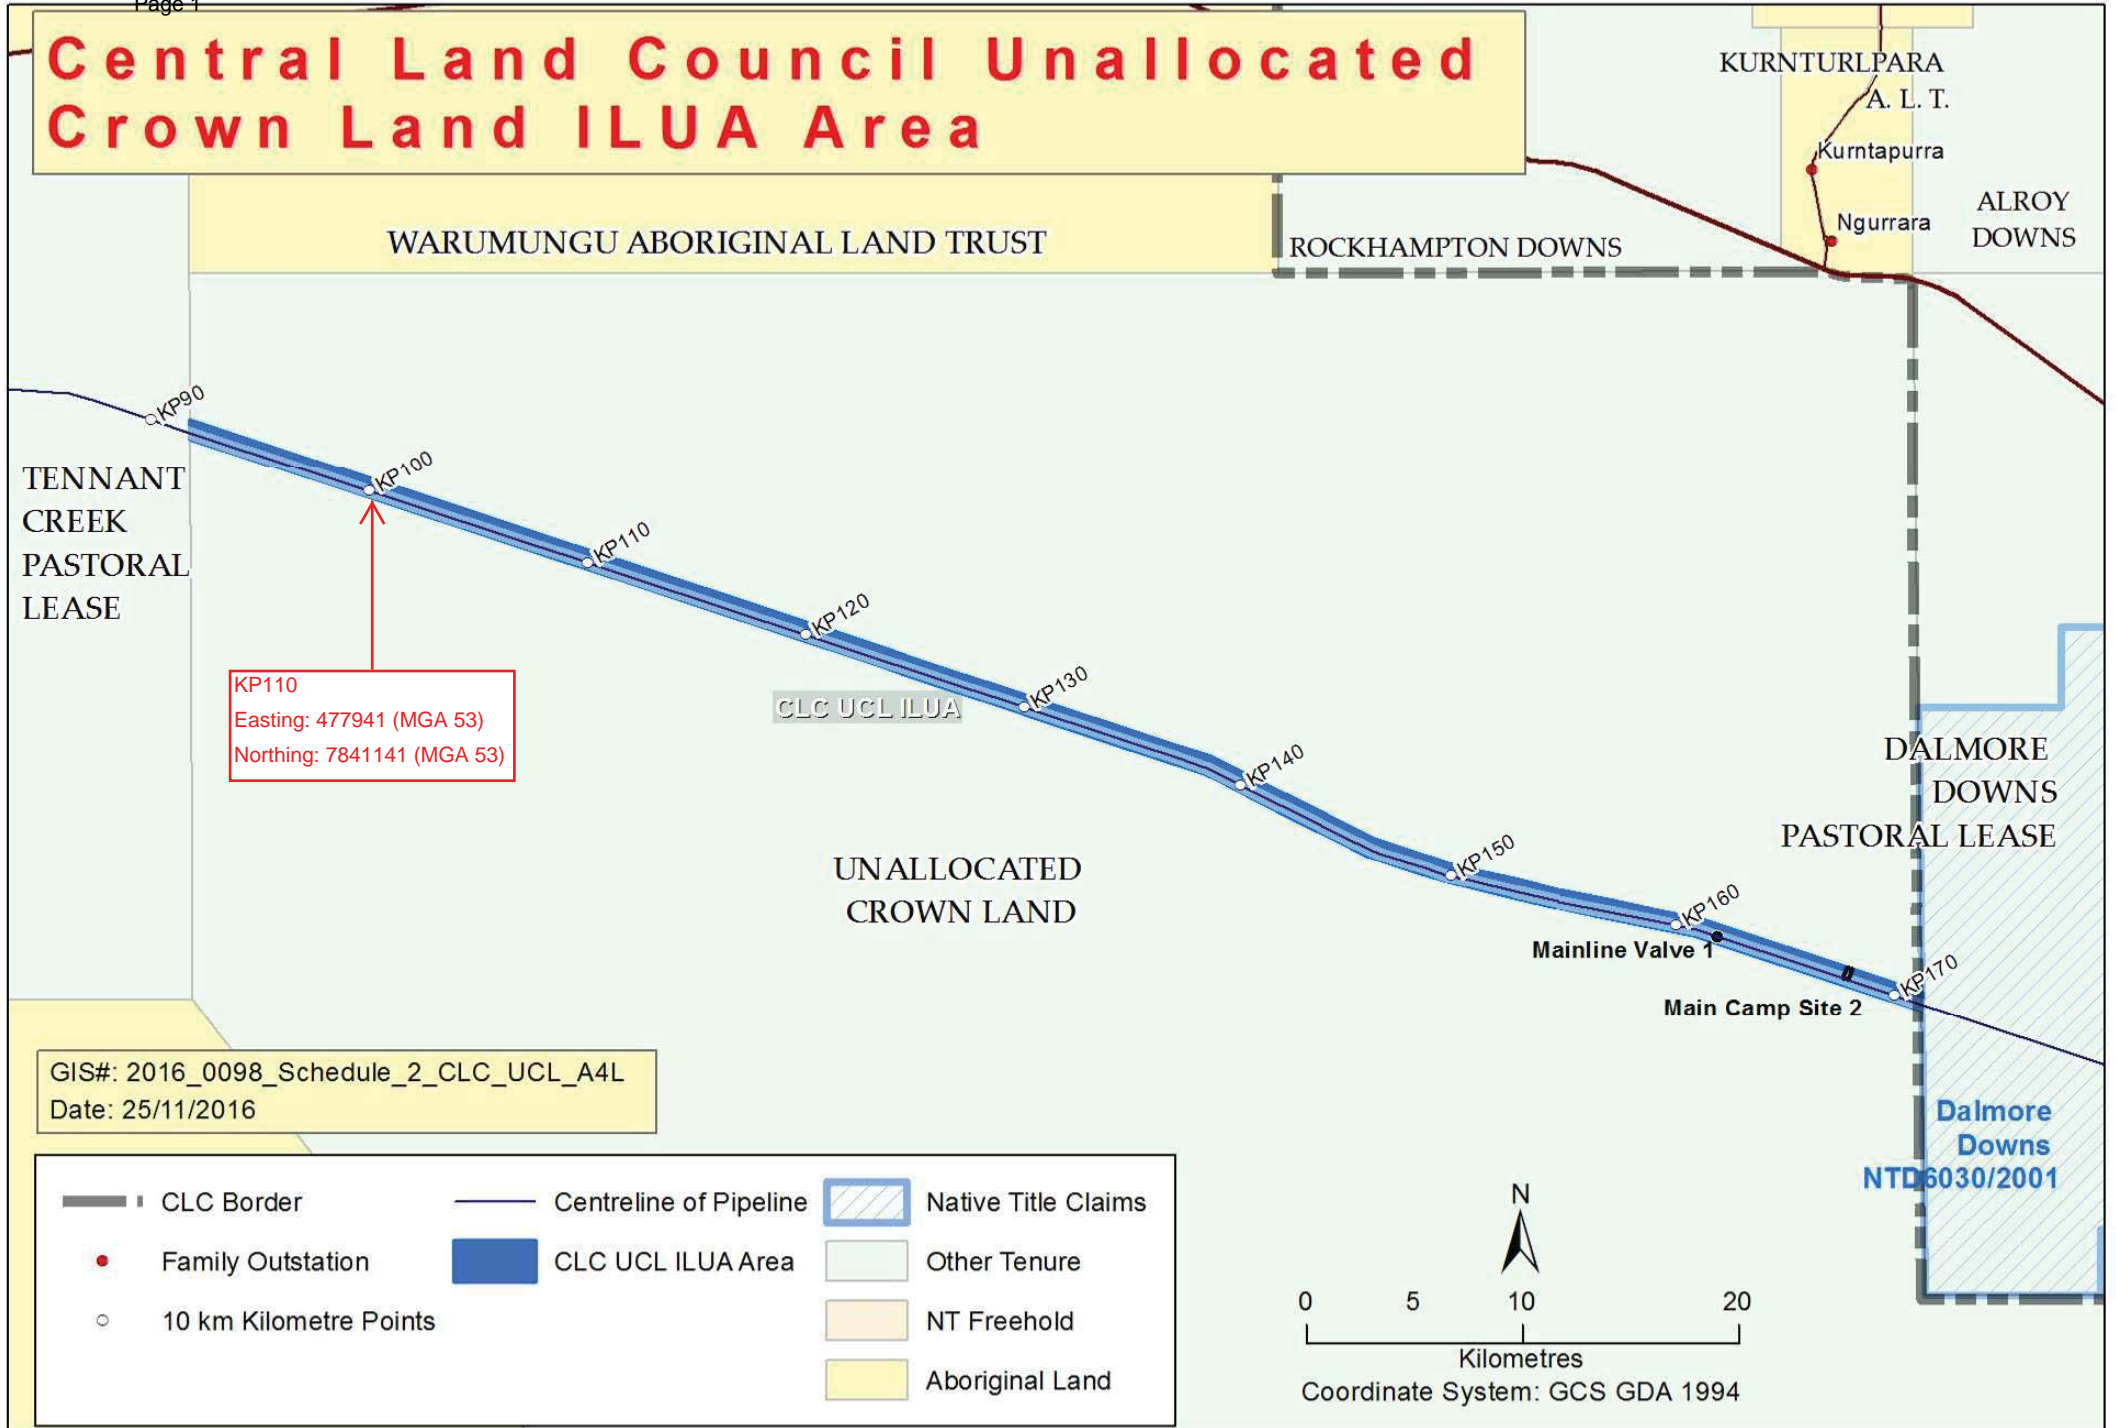 Page 1
Central Land Council Unallocated
Crown Land ILUA Area
KURNTURLPARA
A. L. T.
Kurntapurra
Ngurrara
ALROY
DOWNS
WARUMUNGU ABORIGINAL LAND TRUST
ROCKHAMPTON DOWNS
KP90
KP100
KP110
KP120
KP130
KP140
KP150
KP160
KP170
TENNANT
CREEK
PASTORAL
LEASE
KP110
Easting: 477941 (MGA 53)
Northing: 7841141 (MGA 53)
CLC UCL ILUA
DALMORE
DOWNS
PASTORAL LEASE
UNALLOCATED
CROWN LAND
Mainline Valve 1
Main Camp Site 2
GIS#: 2016_0098_Schedule_2_CLC_UCL_A4L
Date: 25/11/2016
Dalmore
Downs
NTD6030/2001
CLC Border
Family Outstation
10 km Kilometre Points
Centreline of Pipeline
CLC UCL ILUA Area
Native Title Claims
Other Tenure
NT Freehold
Aboriginal Land
N
0 5 10 20
Kilometres
Coordinate System: GCS GDA 1994